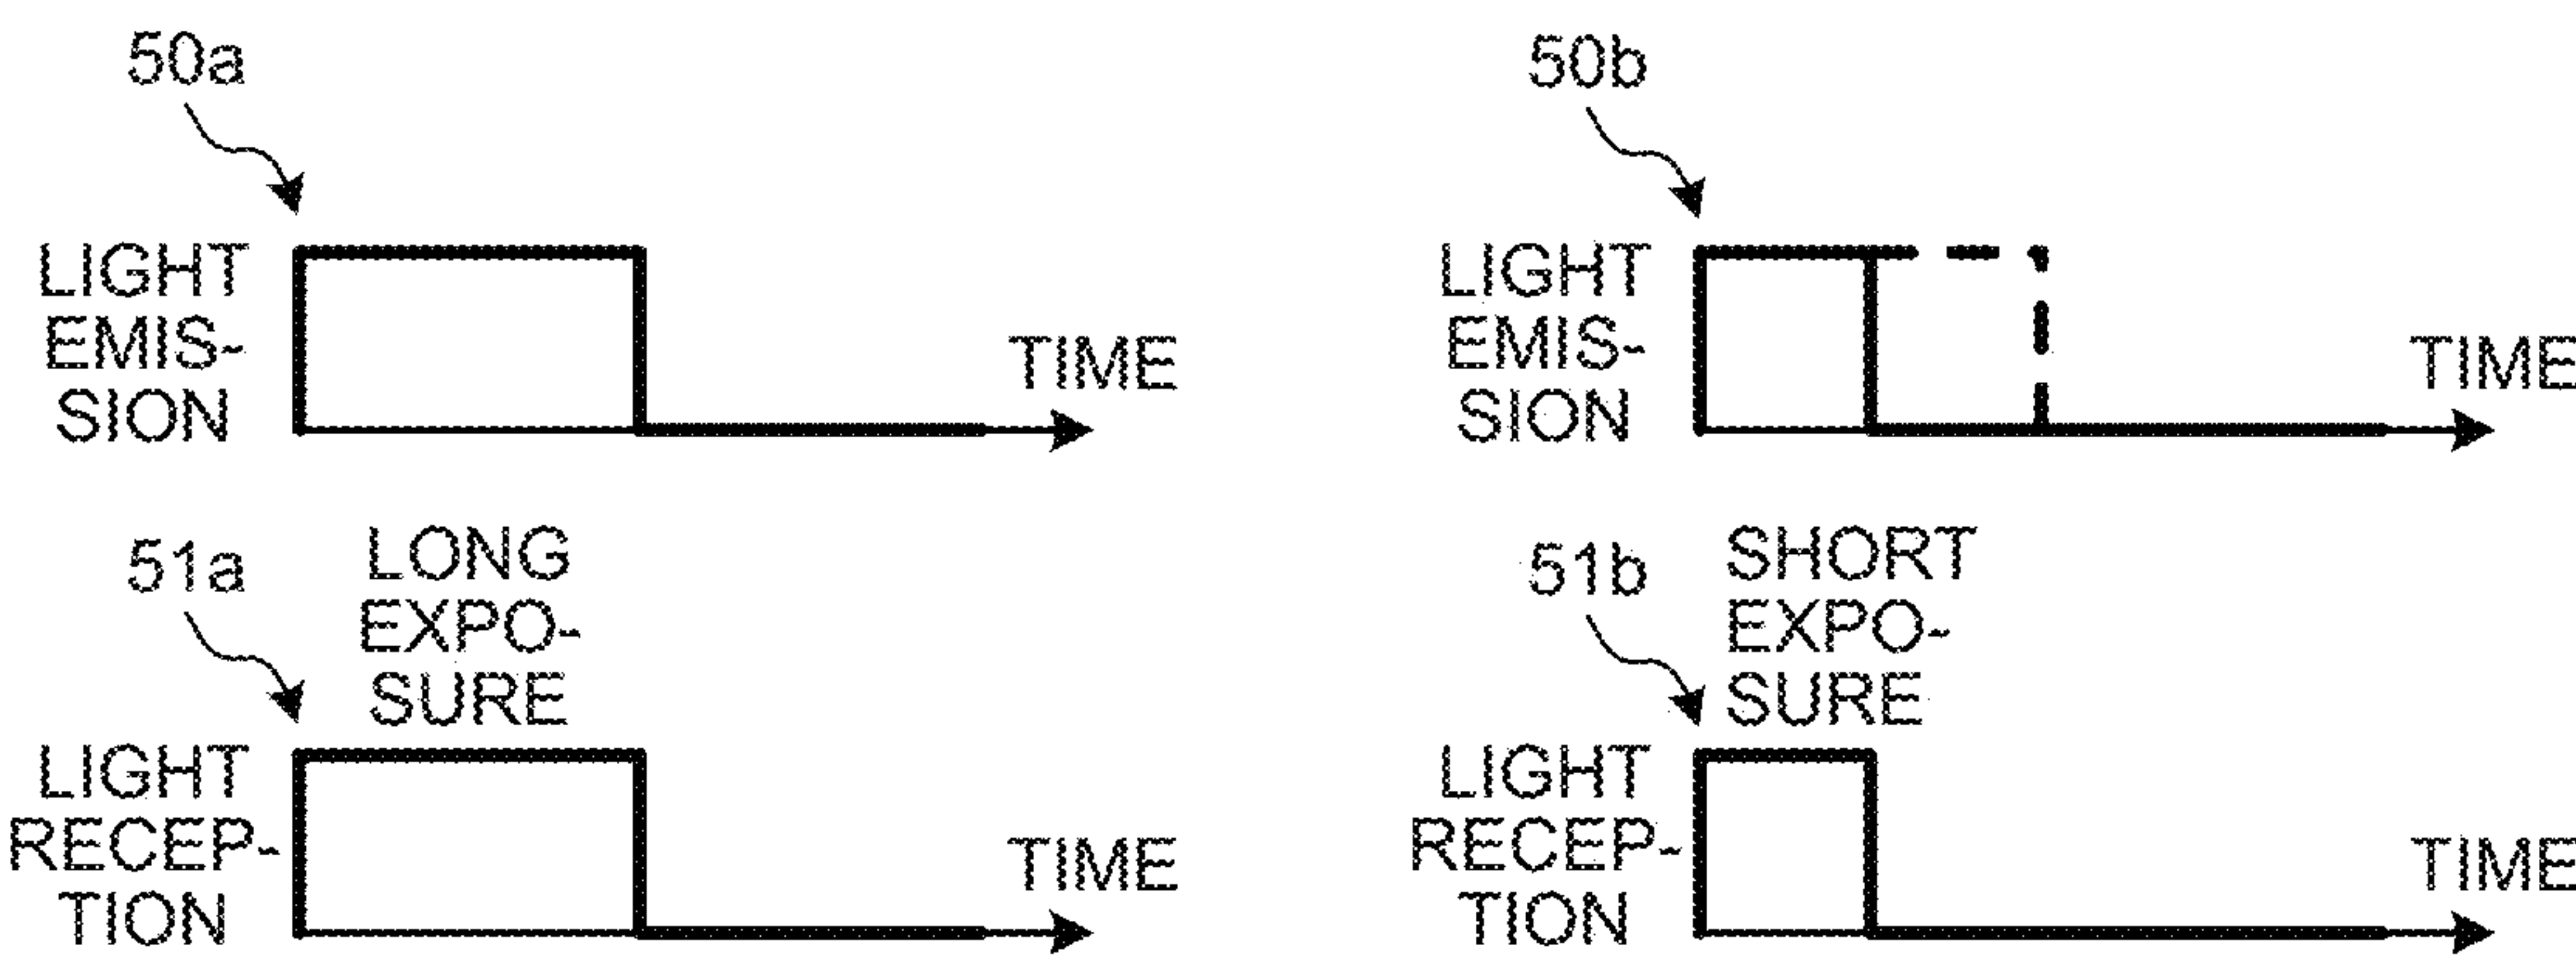 50a
LIGHT
EMIS-
SION
TIME
50b
LIGHT
EMIS-
SION
TIME
51a
LONG
EXPO-
SURE
LIGHT
RECEP-
TION
TIME
51b
SHORT
EXPO-
SURE
LIGHT
RECEP-
TION
TIME